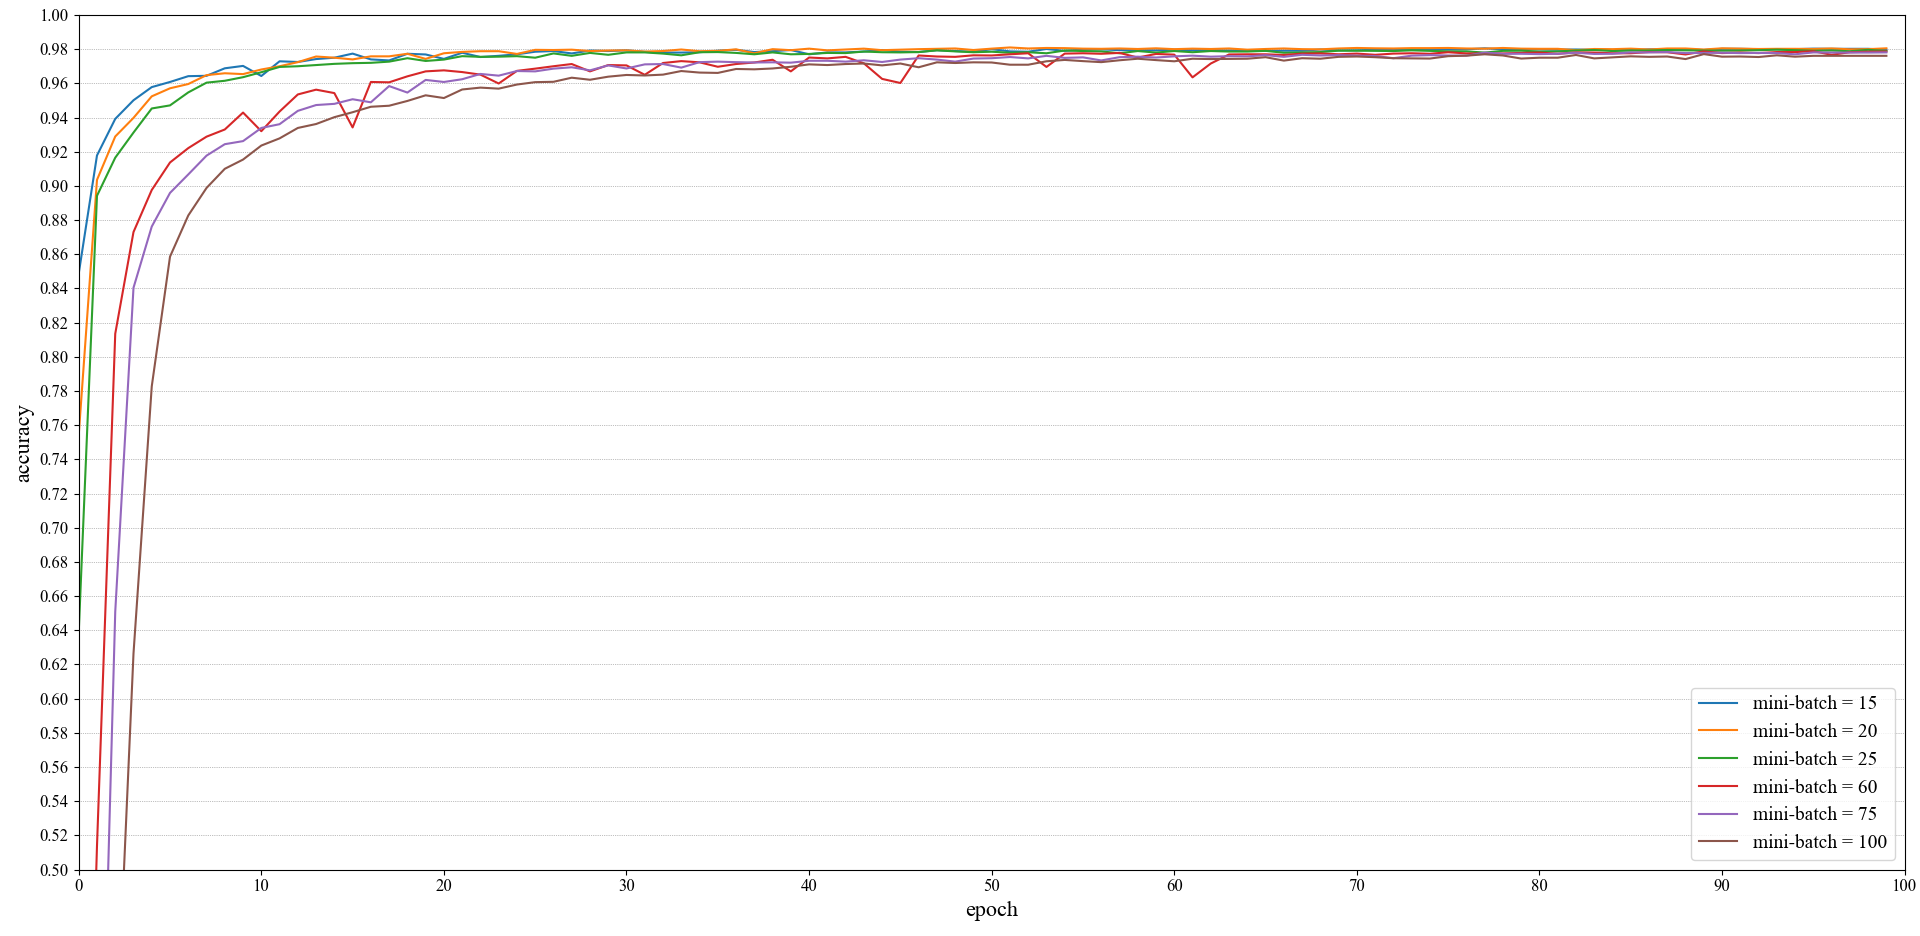 1.00
0.98
0.96
0.94
0.92
0.90
0.88
0.86
0.84
0.82
0.80
0.78
0.76
0.74
0.72
0.70
0.68
0.66
0.64
0.62
0.60
0.58
0.56
0.54
0.52
0.50
accuracy
0 10 20 30 40 50 60 70 80 90 100
epoch
mini-batch = 15
mini-batch = 20
mini-batch = 25
mini-batch = 60
mini-batch = 75
mini-batch = 100